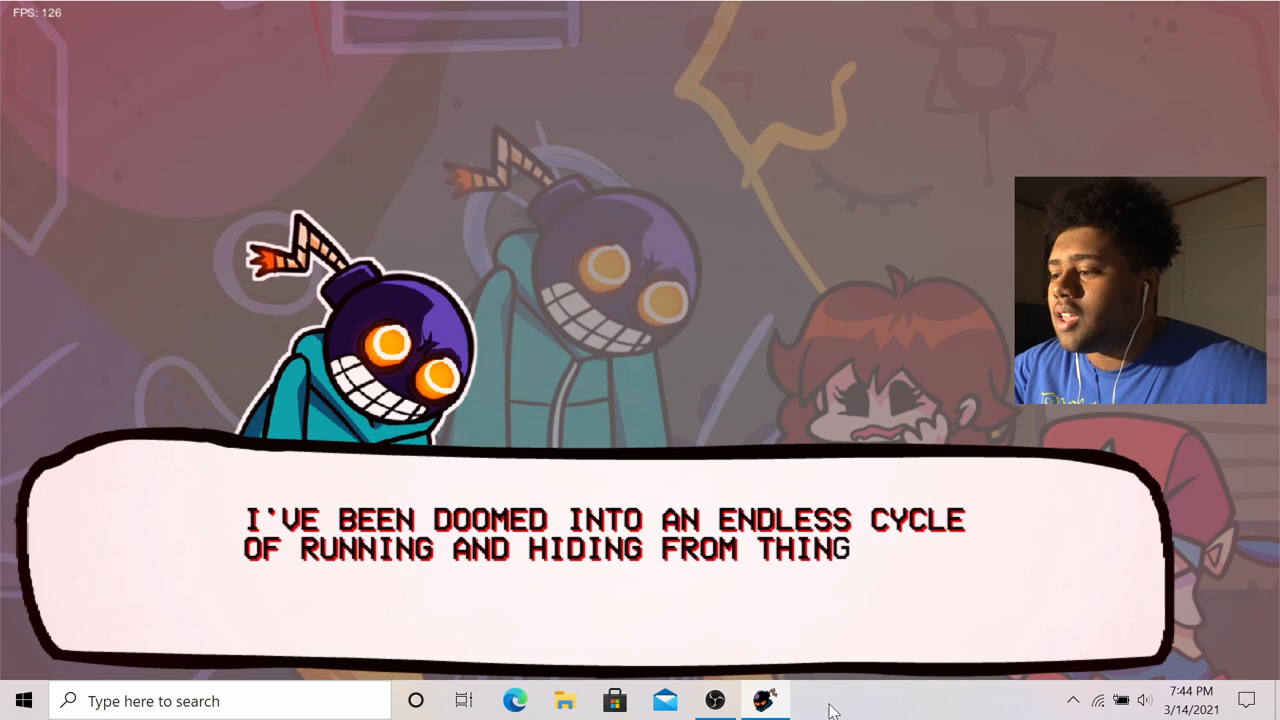 FPS: 126
I'VE BEEN DOOMED INTO AN ENDLESS CYCLE
OF RUNNING AND HIDING FROM THING
Type here to search
7:44 PM
3/14/2021